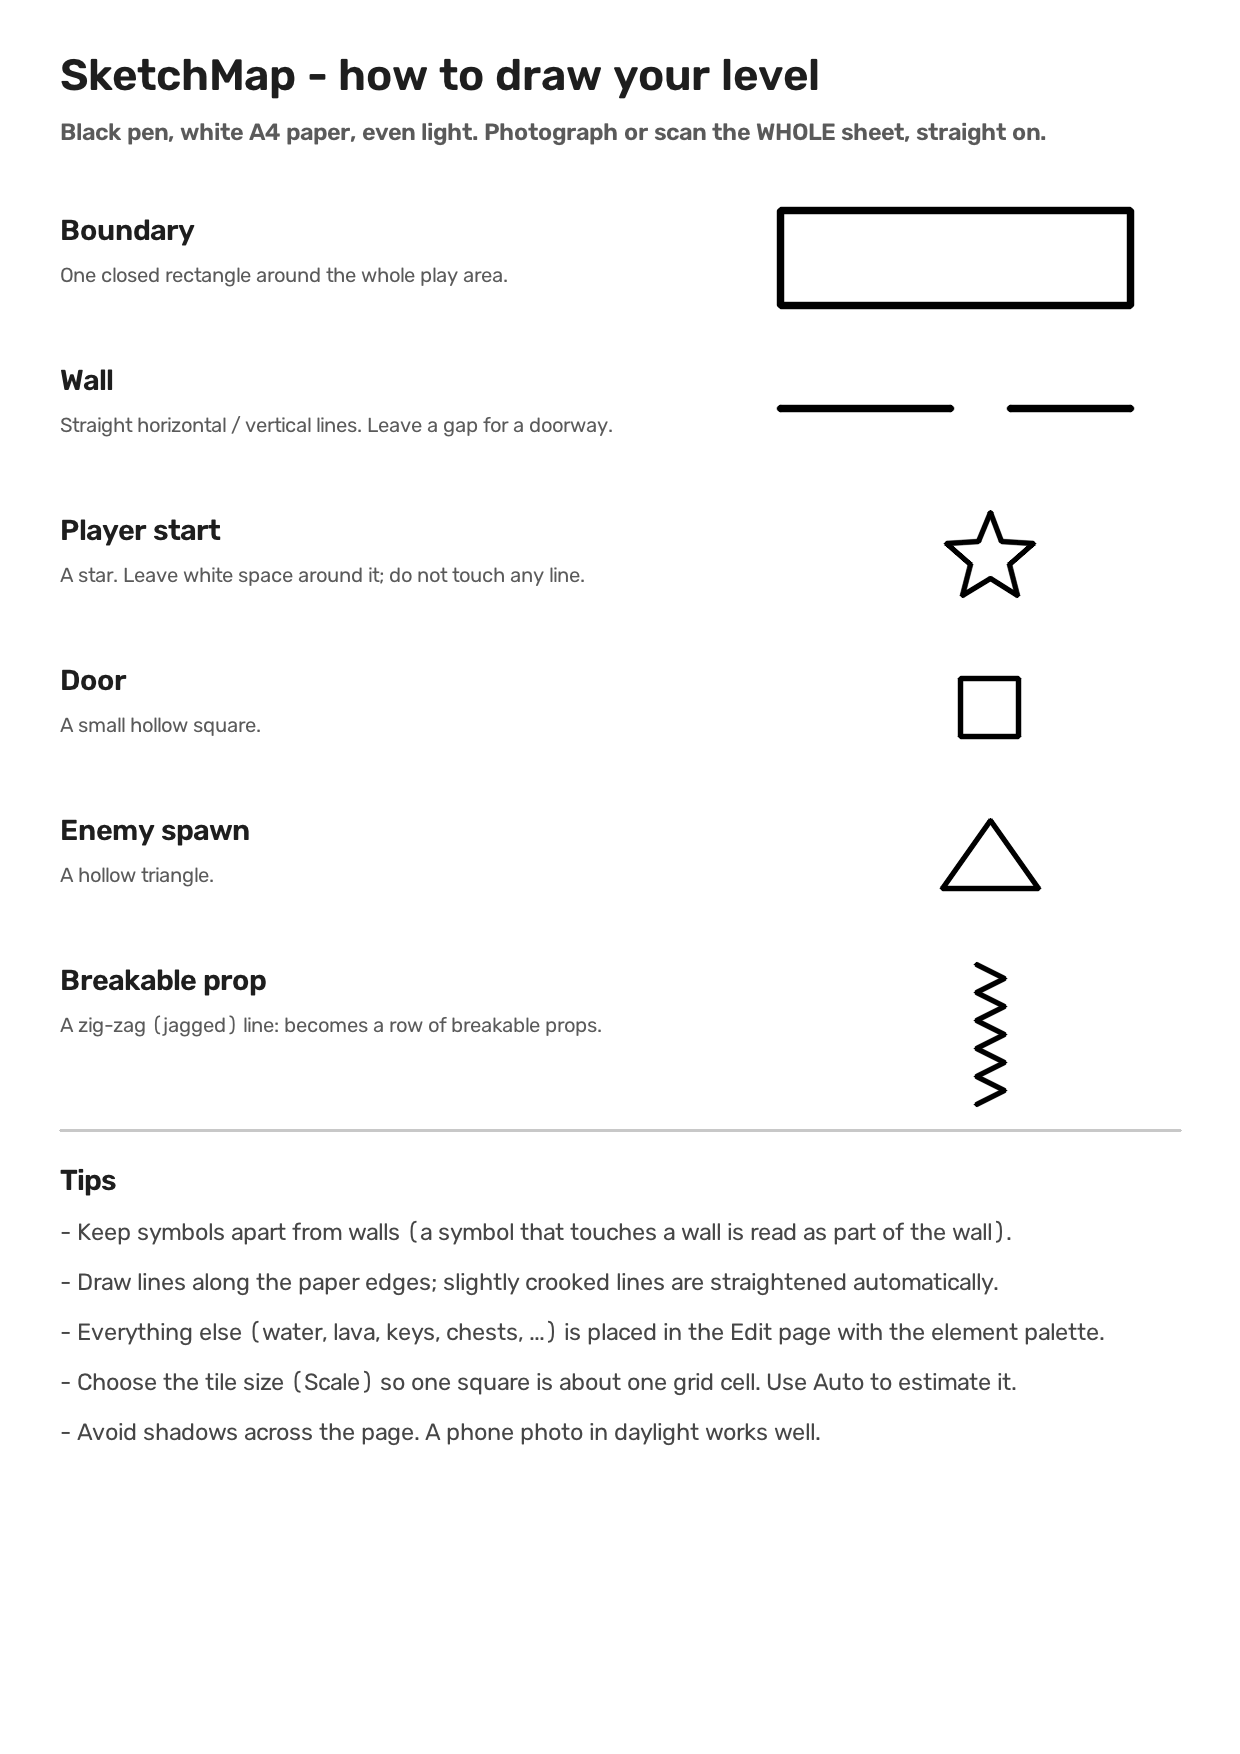 SketchMap - how to draw your level
Black pen, white A4 paper, even light. Photograph or scan the WHOLE sheet, straight on.
Boundary
One closed rectangle around the whole play area.
Wall
Straight horizontal / vertical lines. Leave a gap for a doorway.
Player start
A star. Leave white space around it; do not touch any line.
Door
A small hollow square.
Enemy spawn
A hollow triangle.
Breakable prop
A zig-zag (jagged) line: becomes a row of breakable props.
Tips
- Keep symbols apart from walls (a symbol that touches a wall is read as part of the wall).
- Draw lines along the paper edges; slightly crooked lines are straightened automatically.
- Everything else (water, lava, keys, chests, ...) is placed in the Edit page with the element palette.
- Choose the tile size (Scale) so one square is about one grid cell. Use Auto to estimate it.
- Avoid shadows across the page. A phone photo in daylight works well.